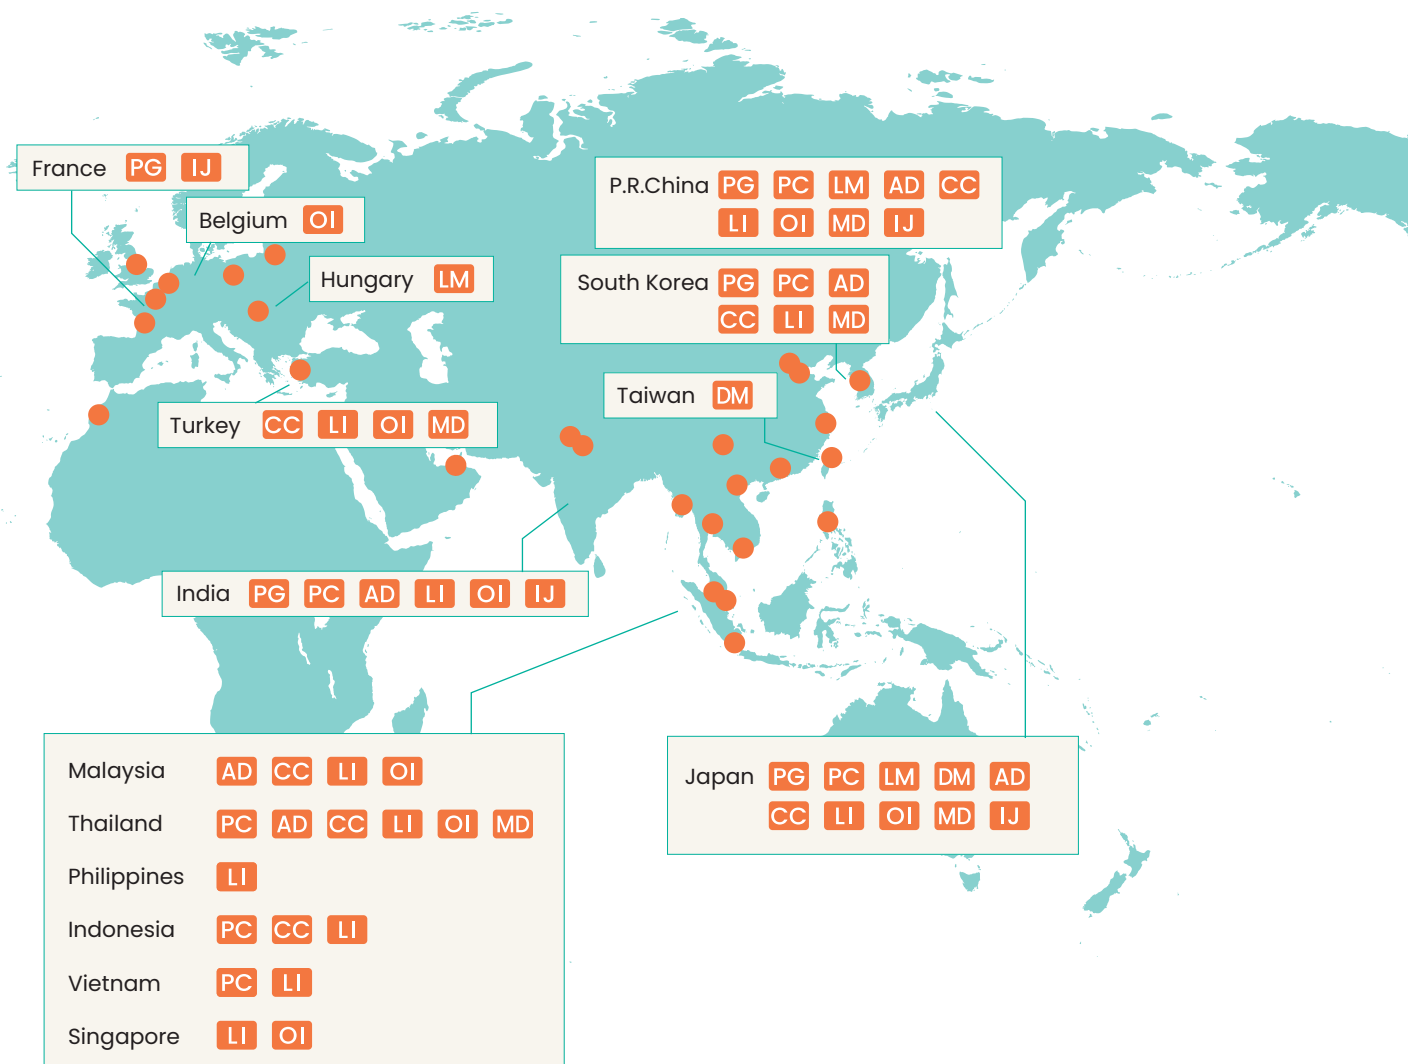 France PG IJ
Belgium OI
Hungary LM
Turkey CC LI OI MD
India PG PC AD LI OI IJ
P.R.China PG PC LM AD CC
LI OI MD IJ
South Korea PG PC AD
CC LI MD
Taiwan DM
Malaysia AD CC LI OI
Thailand PC AD CC LI OI MD
Philippines LI
Indonesia PC CC LI
Vietnam PC LI
Singapore LI OI
Japan PG PC LM DM AD
CC LI OI MD IJ